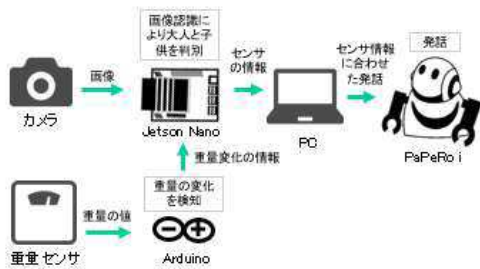 画像認識に
より大人と子
供を判別
発話
センサ
の情報
センサ情報
に合わせ
た発話
画像
カメラ
Jetson Nano
PC
PaPeRo i
重量変化の情報
重量の変化
を検知
重量の値
重量センサ
Arduino